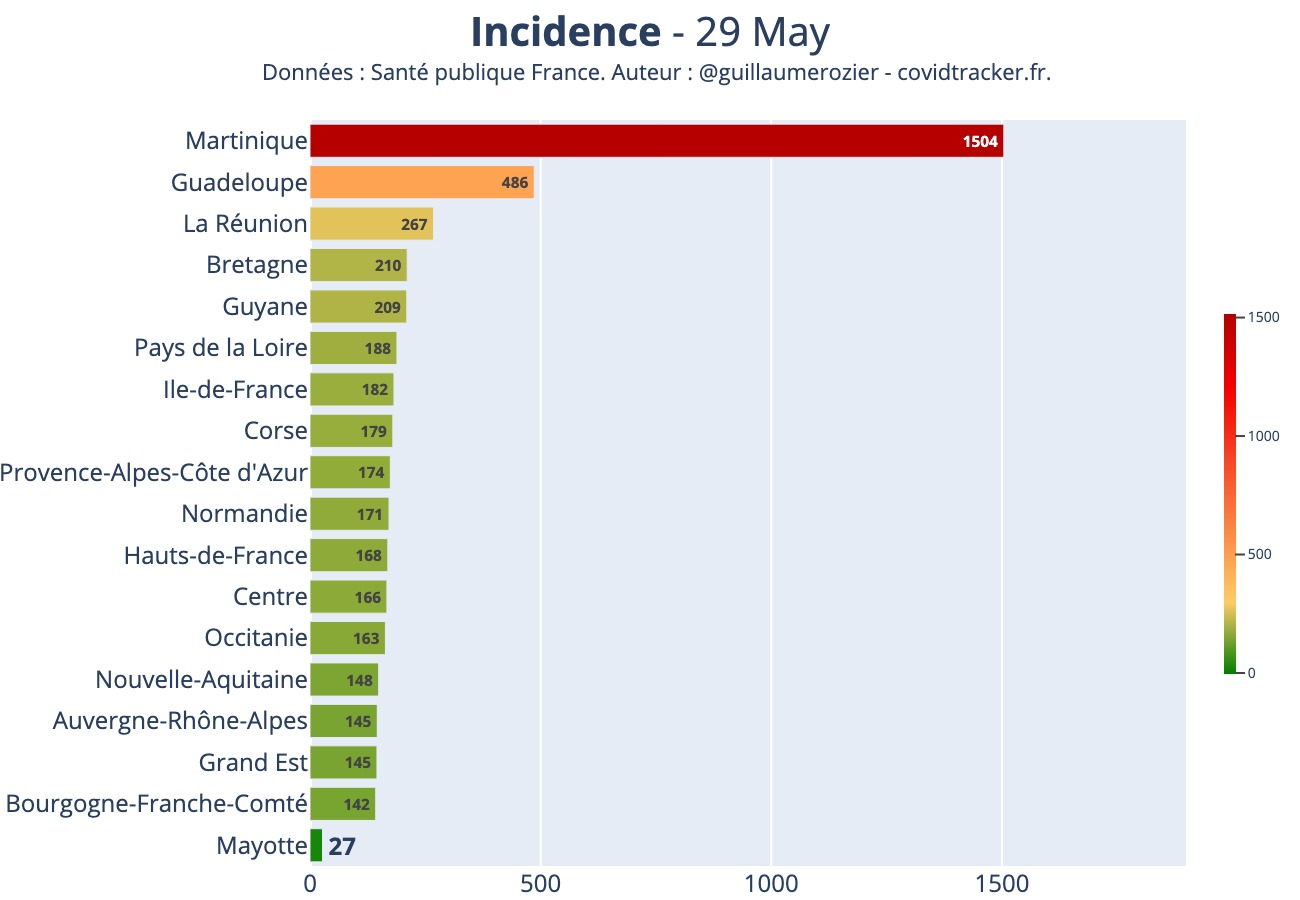 Incidence - 29 May
Données : Santé publique France. Auteur : @guillaumerozier - covidtracker.fr.
Martinique 1504
Guadeloupe 486
La Réunion 267
Bretagne 210
Guyane 209
Pays de la Loire 188
Ile-de-France 182
Corse 179
Provence-Alpes-Côte d'Azur 174
Normandie 171
Hauts-de-France 168
Centre 166
Occitanie 163
Nouvelle-Aquitaine 148
Auvergne-Rhône-Alpes 145
Grand Est 145
Bourgogne-Franche-Comté 142
Mayotte 27
0 500 1000 1500
1500
1000
500
0